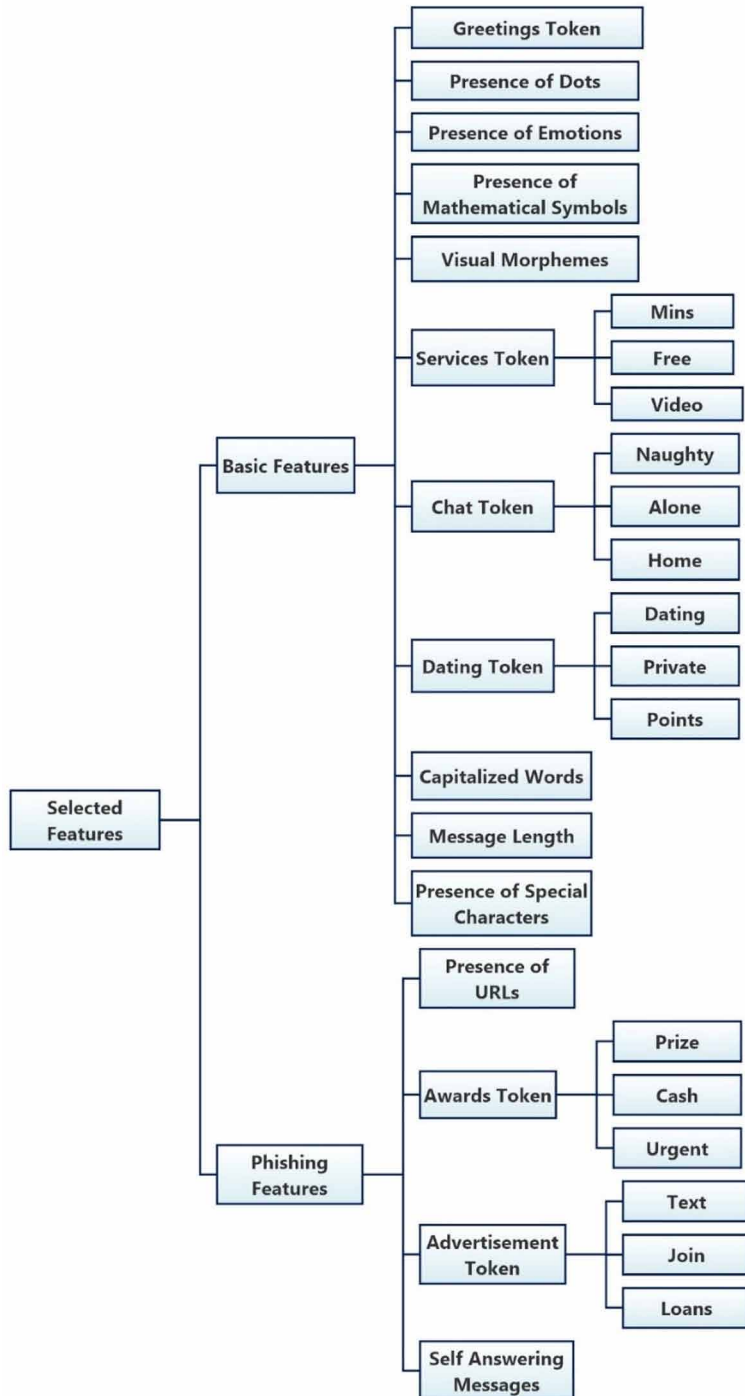 Greetings Token
Presence of Dots
Presence of Emotions
Presence of
Mathematical Symbols
Visual Morphemes
Mins
Services Token
Free
Video
Naughty
Basic Features
Chat Token
Alone
Home
Dating
Dating Token
Private
Points
Capitalized Words
Selected
Features
Message Length
Presence of Special
Characters
Presence of
URLs
Prize
Awards Token
Cash
Urgent
Phishing
Features
Text
Advertisement
Token
Join
Loans
Self Answering
Messages